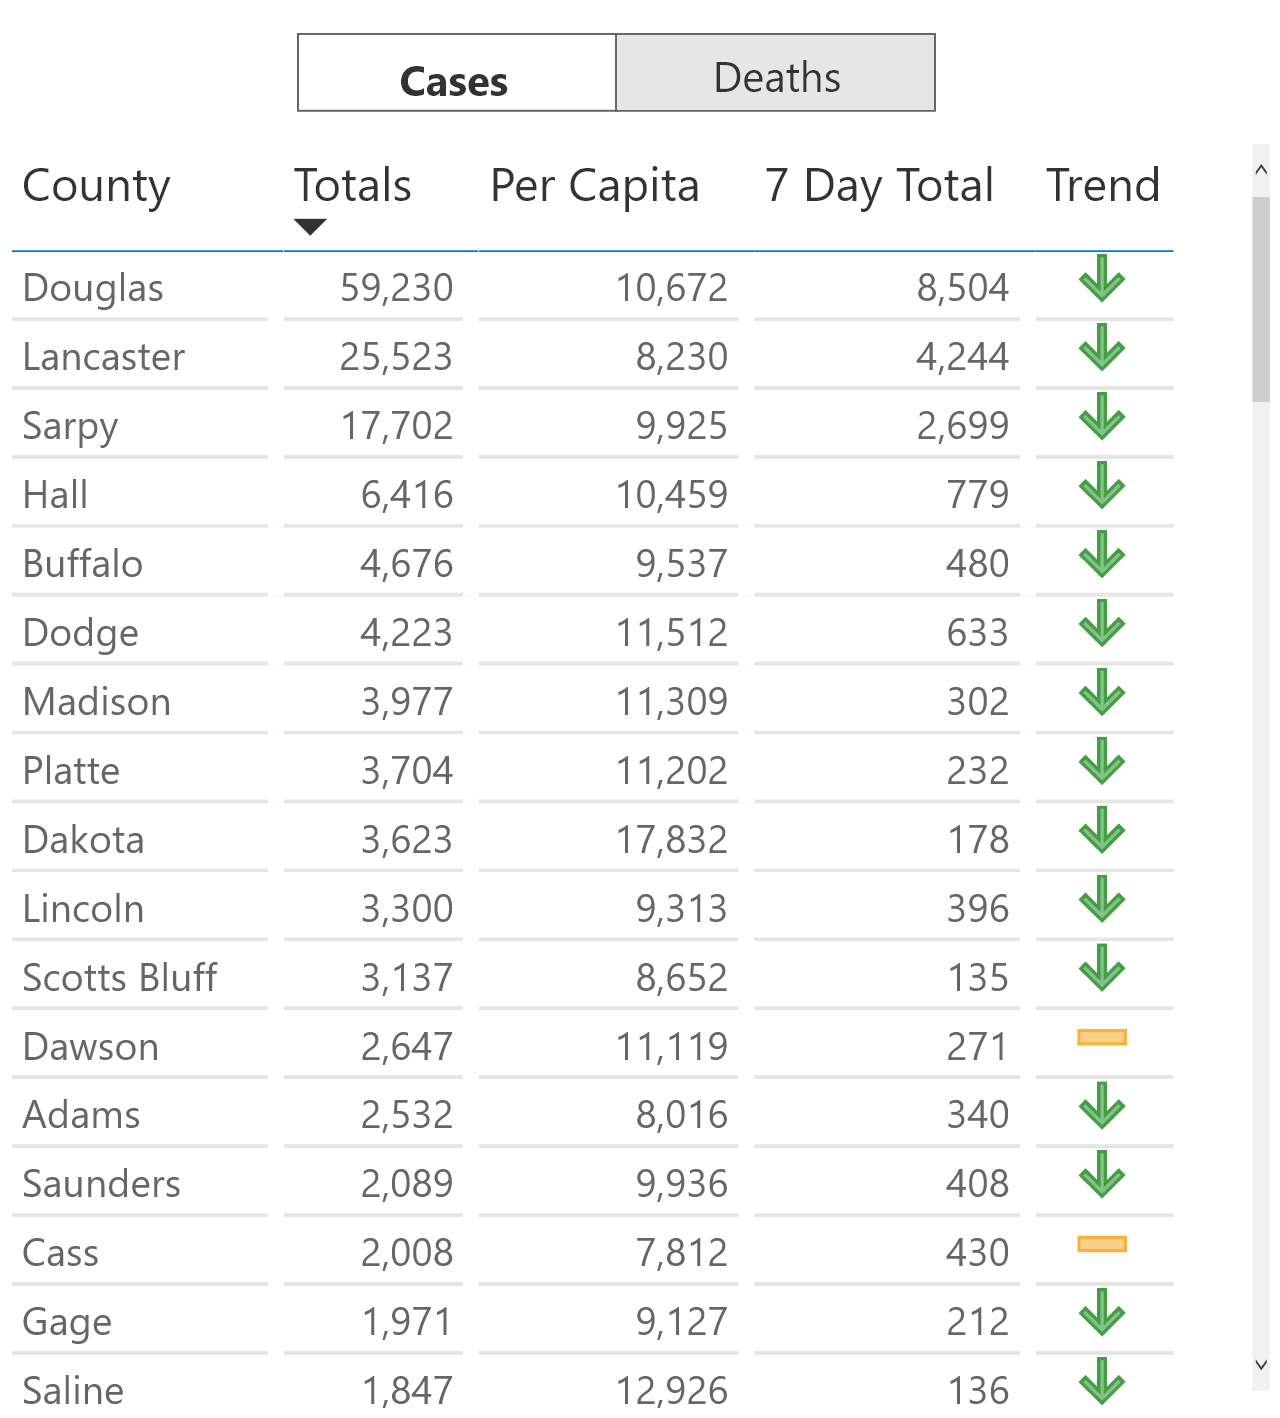 Cases Deaths
County Totals Per Capita 7 Day Total Trend
Douglas 59,230 10,672 8,504
Lancaster 25,523 8,230 4,244
Sarpy 17,702 9,925 2,699
Hall 6,416 10,459 779
Buffalo 4,676 9,537 480
Dodge 4,223 11,512 633
Madison 3,977 11,309 302
Platte 3,704 11,202 232
Dakota 3,623 17,832 178
Lincoln 3,300 9,313 396
Scotts Bluff 3,137 8,652 135
Dawson 2,647 11,119 271
Adams 2,532 8,016 340
Saunders 2,089 9,936 408
Cass 2,008 7,812 430
Gage 1,971 9,127 212
Saline 1,847 12,926 136